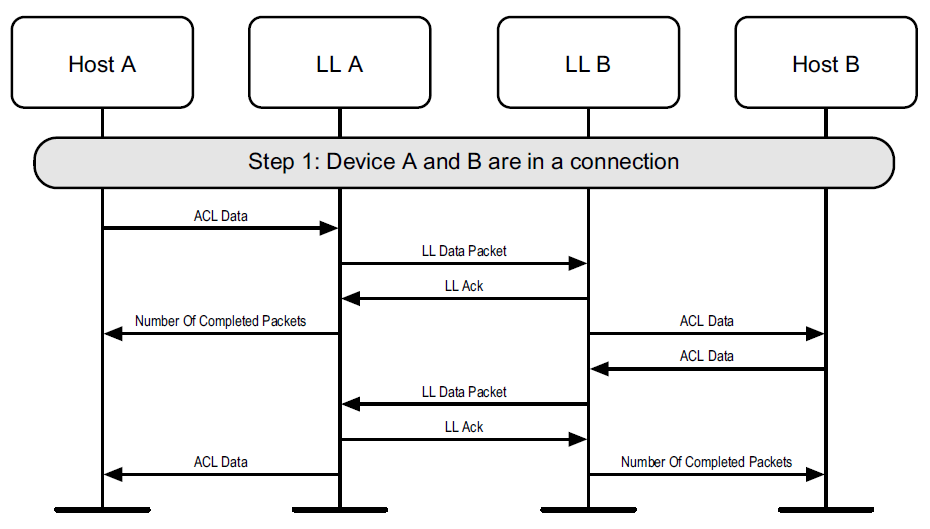 Host A
LL A
LL B
Host B
Step 1: Device A and B are in a connection
ACL Data
LL Data Packet
LL Ack
Number Of Completed Packets
ACL Data
ACL Data
LL Data Packet
LL Ack
ACL Data
Number Of Completed Packets